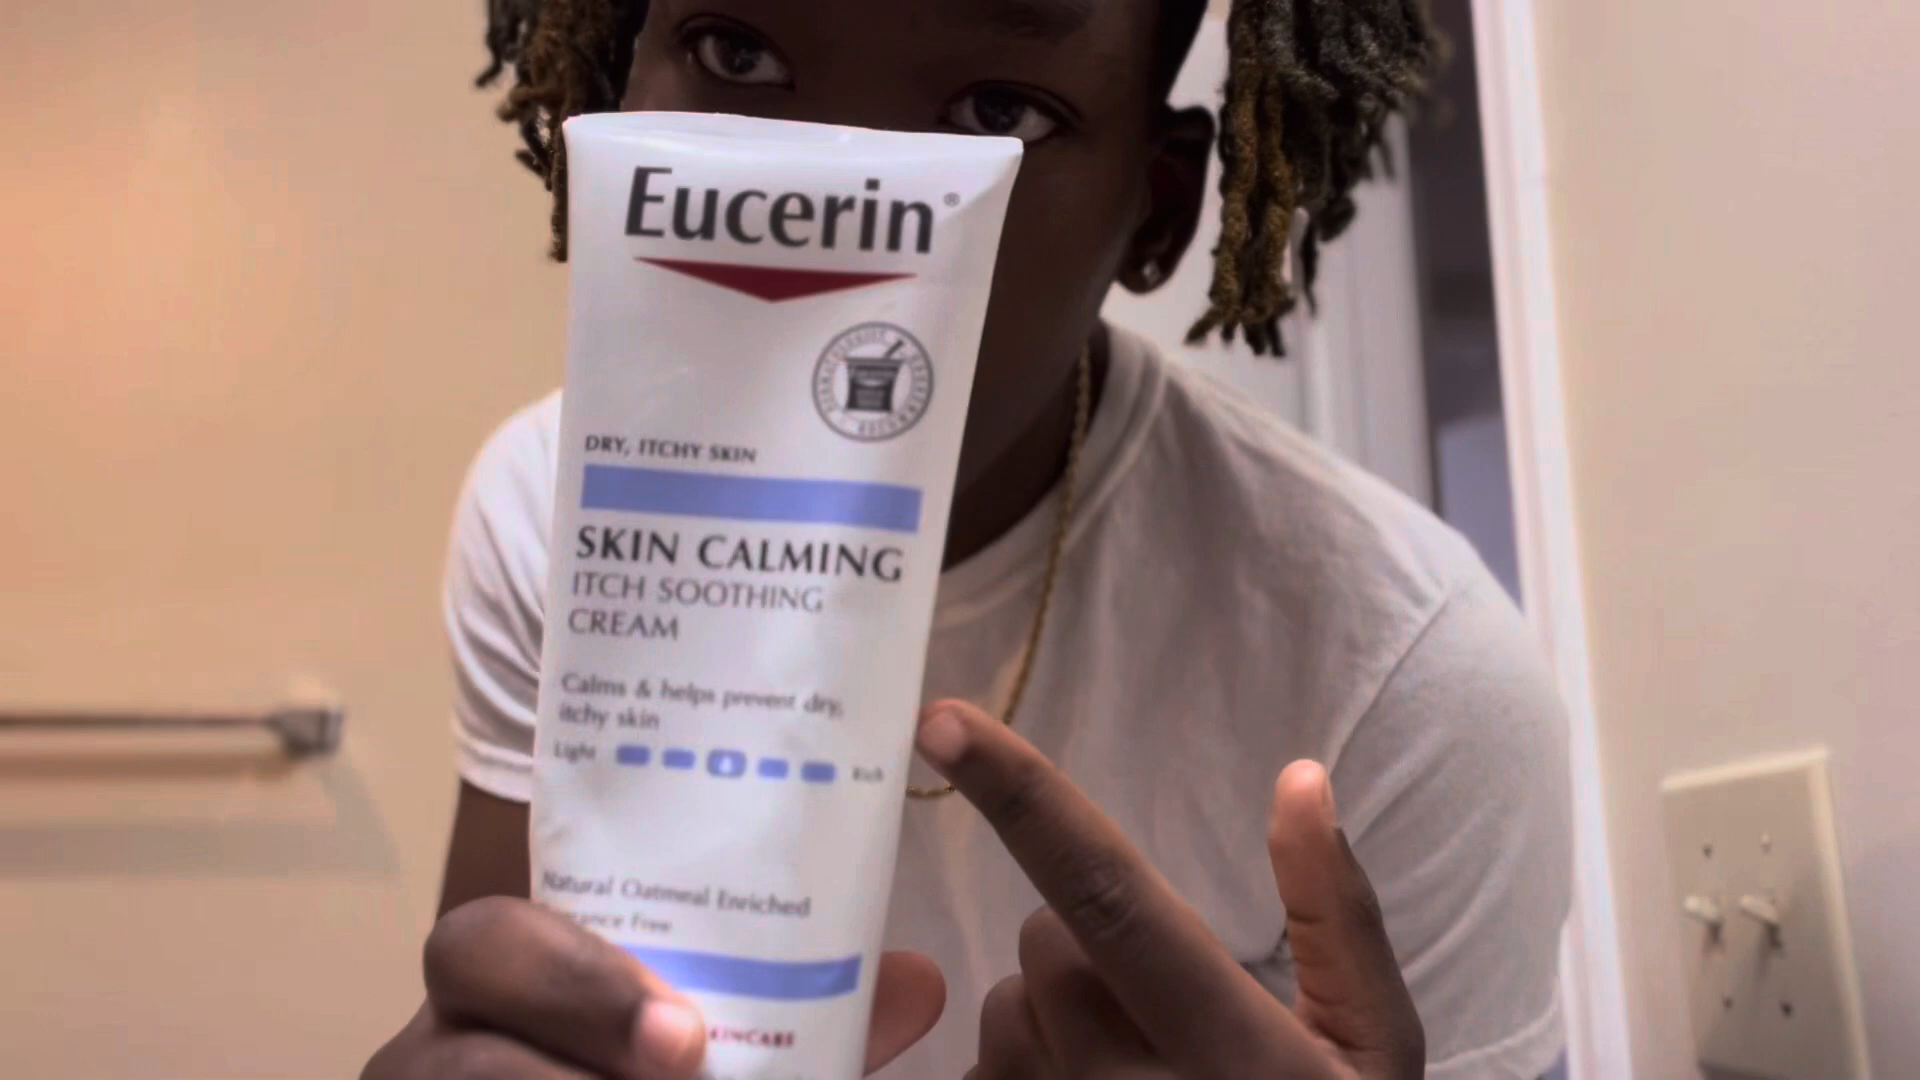 Eucerin®
DRY, ITCHY SKIN
SKIN CALMING
ITCH SOOTHING
CREAM
Calms & helps prevent dry,
itchy skin
Light Rich
Natural Oatmeal Enriched
Free